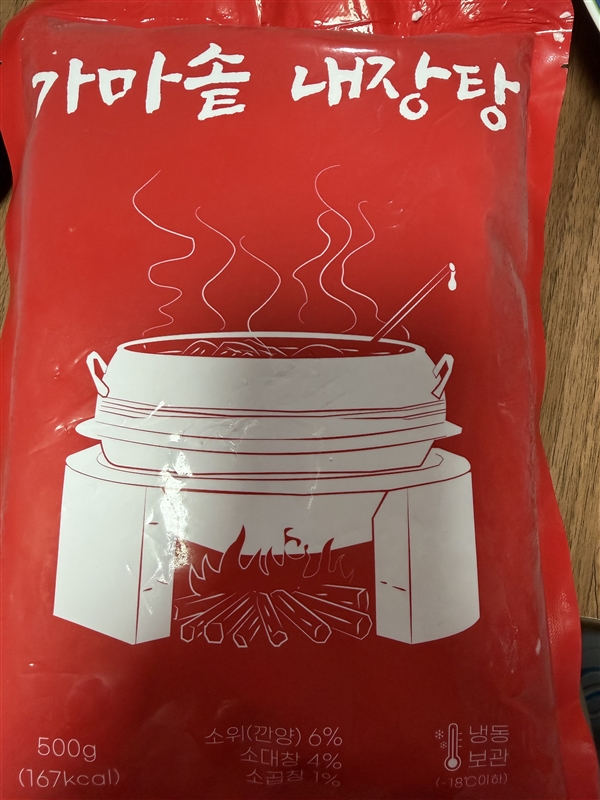 가마솥 내장탕
500g
(167kcal)
소위(깐양) 6%
소대창 4%
소곱창 1%
냉동
보관
(-18℃이하)